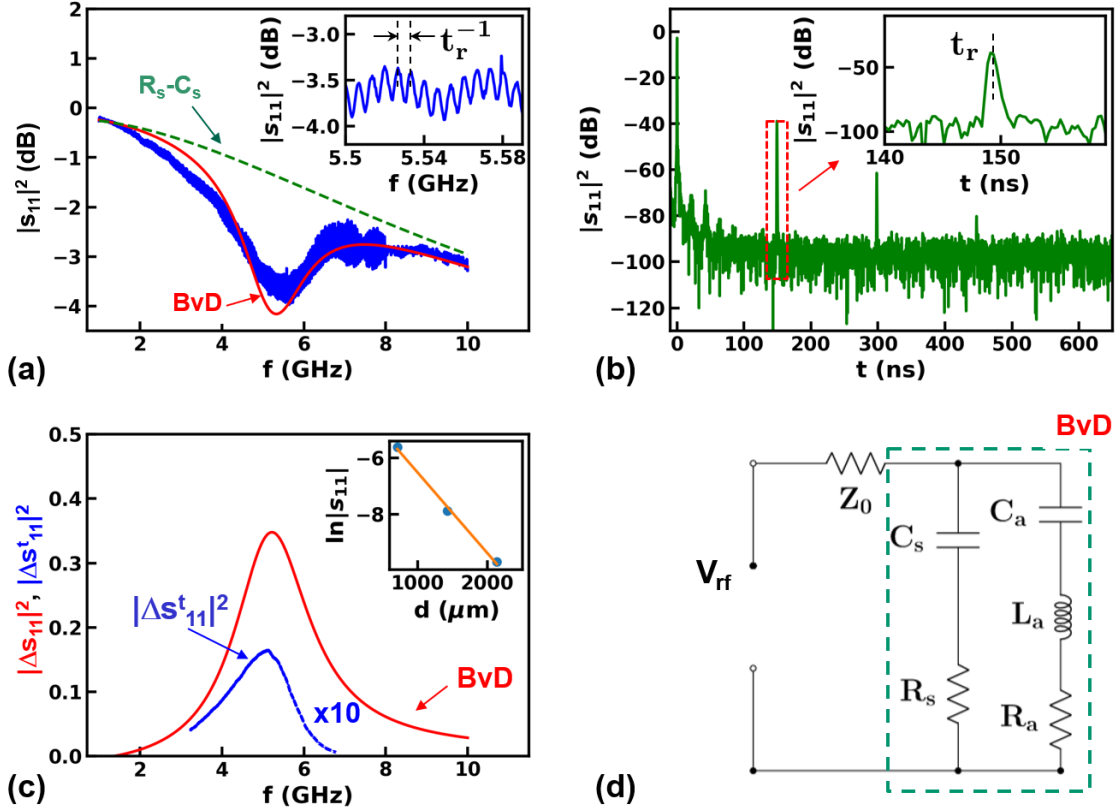 |s₁₁|² (dB)
0
−1
−2
−3
−4
2
4
6
8
10
f (GHz)
(a)
Rₛ-Cₛ
BvD
|s₁₁|² (dB)
−3.0
−3.5
−4.0
5.5
5.54
5.58
f (GHz)
tᵣ⁻¹
|s₁₁|² (dB)
0
−20
−40
−60
−80
−100
−120
0
100
200
300
400
500
600
t (ns)
(b)
|s₁₁|² (dB)
0
−50
−100
140
150
t (ns)
tᵣ
|Δs₁₁|², |Δsᵗ₁₁|²
0.5
0.4
0.3
0.2
0.1
0.0
2
4
6
8
10
f (GHz)
(c)
|Δsᵗ₁₁|²
x10
BvD
ln|s₁₁|
−6
−8
1000
2000
d (μm)
BvD
Z₀
Cₛ
Cₐ
V_rf
Lₐ
Rₛ
Rₐ
(d)